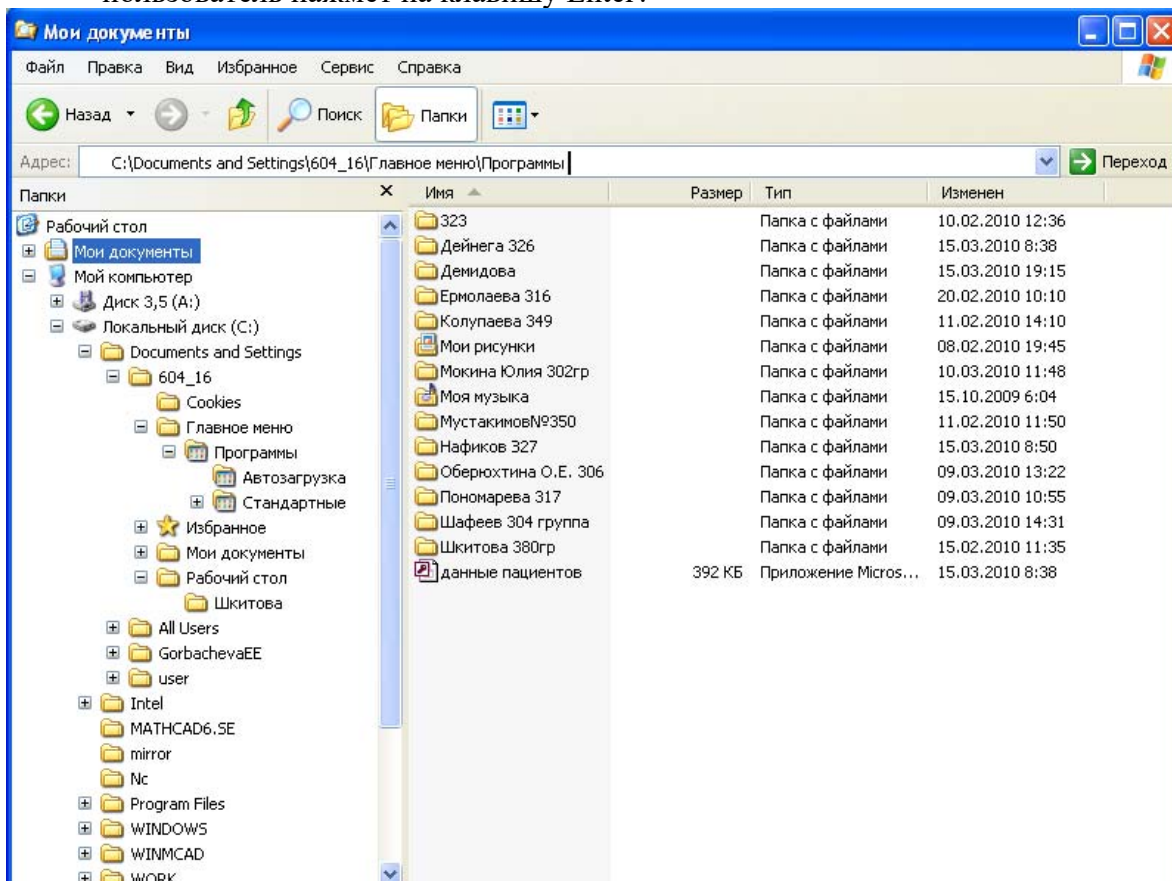 пользователь нажмет на клавишу Enter?
Мои документы
Файл Правка Вид Избранное Сервис Справка
Назад Поиск Папки
Адрес: C:\Documents and Settings\604_16\Главное меню\Программы Переход
Папки
Имя Размер Тип Изменен
Рабочий стол
Мои документы
Мой компьютер
Диск 3,5 (A:)
Локальный диск (C:)
Documents and Settings
604_16
Cookies
Главное меню
Программы
Автозагрузка
Стандартные
Избранное
Мои документы
Рабочий стол
Шкитова
All Users
GorbachevaEE
user
Intel
MATHCAD6.SE
mirror
Nc
Program Files
WINDOWS
WINMCAD
WORK
323 Папка с файлами 10.02.2010 12:36
Дейнега 326 Папка с файлами 15.03.2010 8:38
Демидова Папка с файлами 15.03.2010 19:15
Ермолаева 316 Папка с файлами 20.02.2010 10:10
Колупаева 349 Папка с файлами 11.02.2010 14:10
Мои рисунки Папка с файлами 08.02.2010 19:45
Мокина Юлия 302гр Папка с файлами 10.03.2010 11:48
Моя музыка Папка с файлами 15.10.2009 6:04
Мустакимов№350 Папка с файлами 11.02.2010 11:50
Нафиков 327 Папка с файлами 15.03.2010 8:50
Оберюхтина О.Е. 306 Папка с файлами 09.03.2010 13:22
Пономарева 317 Папка с файлами 09.03.2010 10:55
Шафеев 304 группа Папка с файлами 09.03.2010 14:31
Шкитова 380гр Папка с файлами 15.02.2010 11:35
данные пациентов 392 КБ Приложение Micros... 15.03.2010 8:38